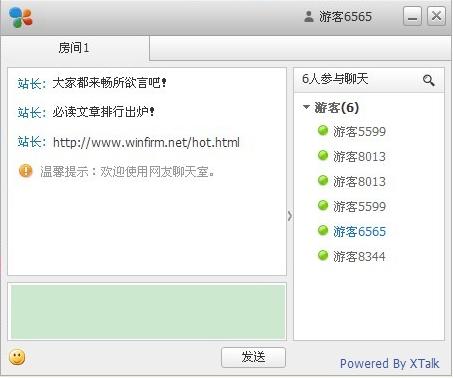 游客6565
房间1
站长: 大家都来畅所欲言吧!
站长: 必读文章排行出炉!
站长: http://www.winfirm.net/hot.html
温馨提示:欢迎使用网友聊天室。
6人参与聊天
游客(6)
游客5599
游客8013
游客8013
游客5599
游客6565
游客8344
发送
Powered By XTalk